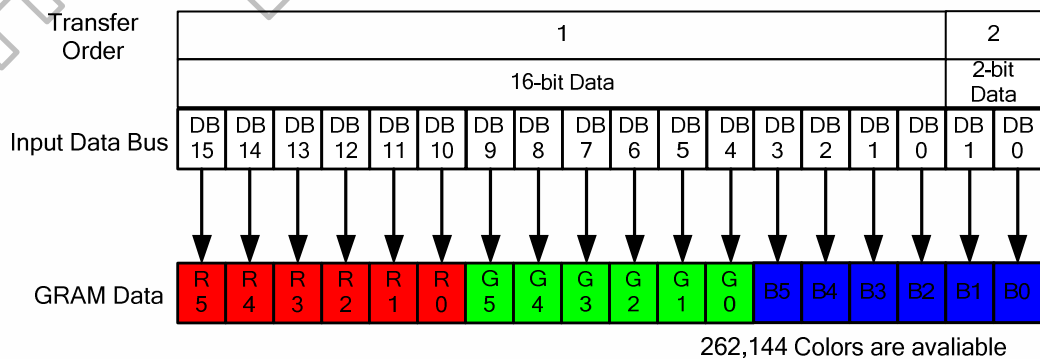 Transfer Order 1 2
16-bit Data 2-bit Data
Input Data Bus DB 15 DB 14 DB 13 DB 12 DB 11 DB 10 DB 9 DB 8 DB 7 DB 6 DB 5 DB 4 DB 3 DB 2 DB 1 DB 0 DB 1 DB 0
GRAM Data R 5 R 4 R 3 R 2 R 1 R 0 G 5 G 4 G 3 G 2 G 1 G 0 B5 B4 B3 B2 B1 B0
262,144 Colors are avaliable